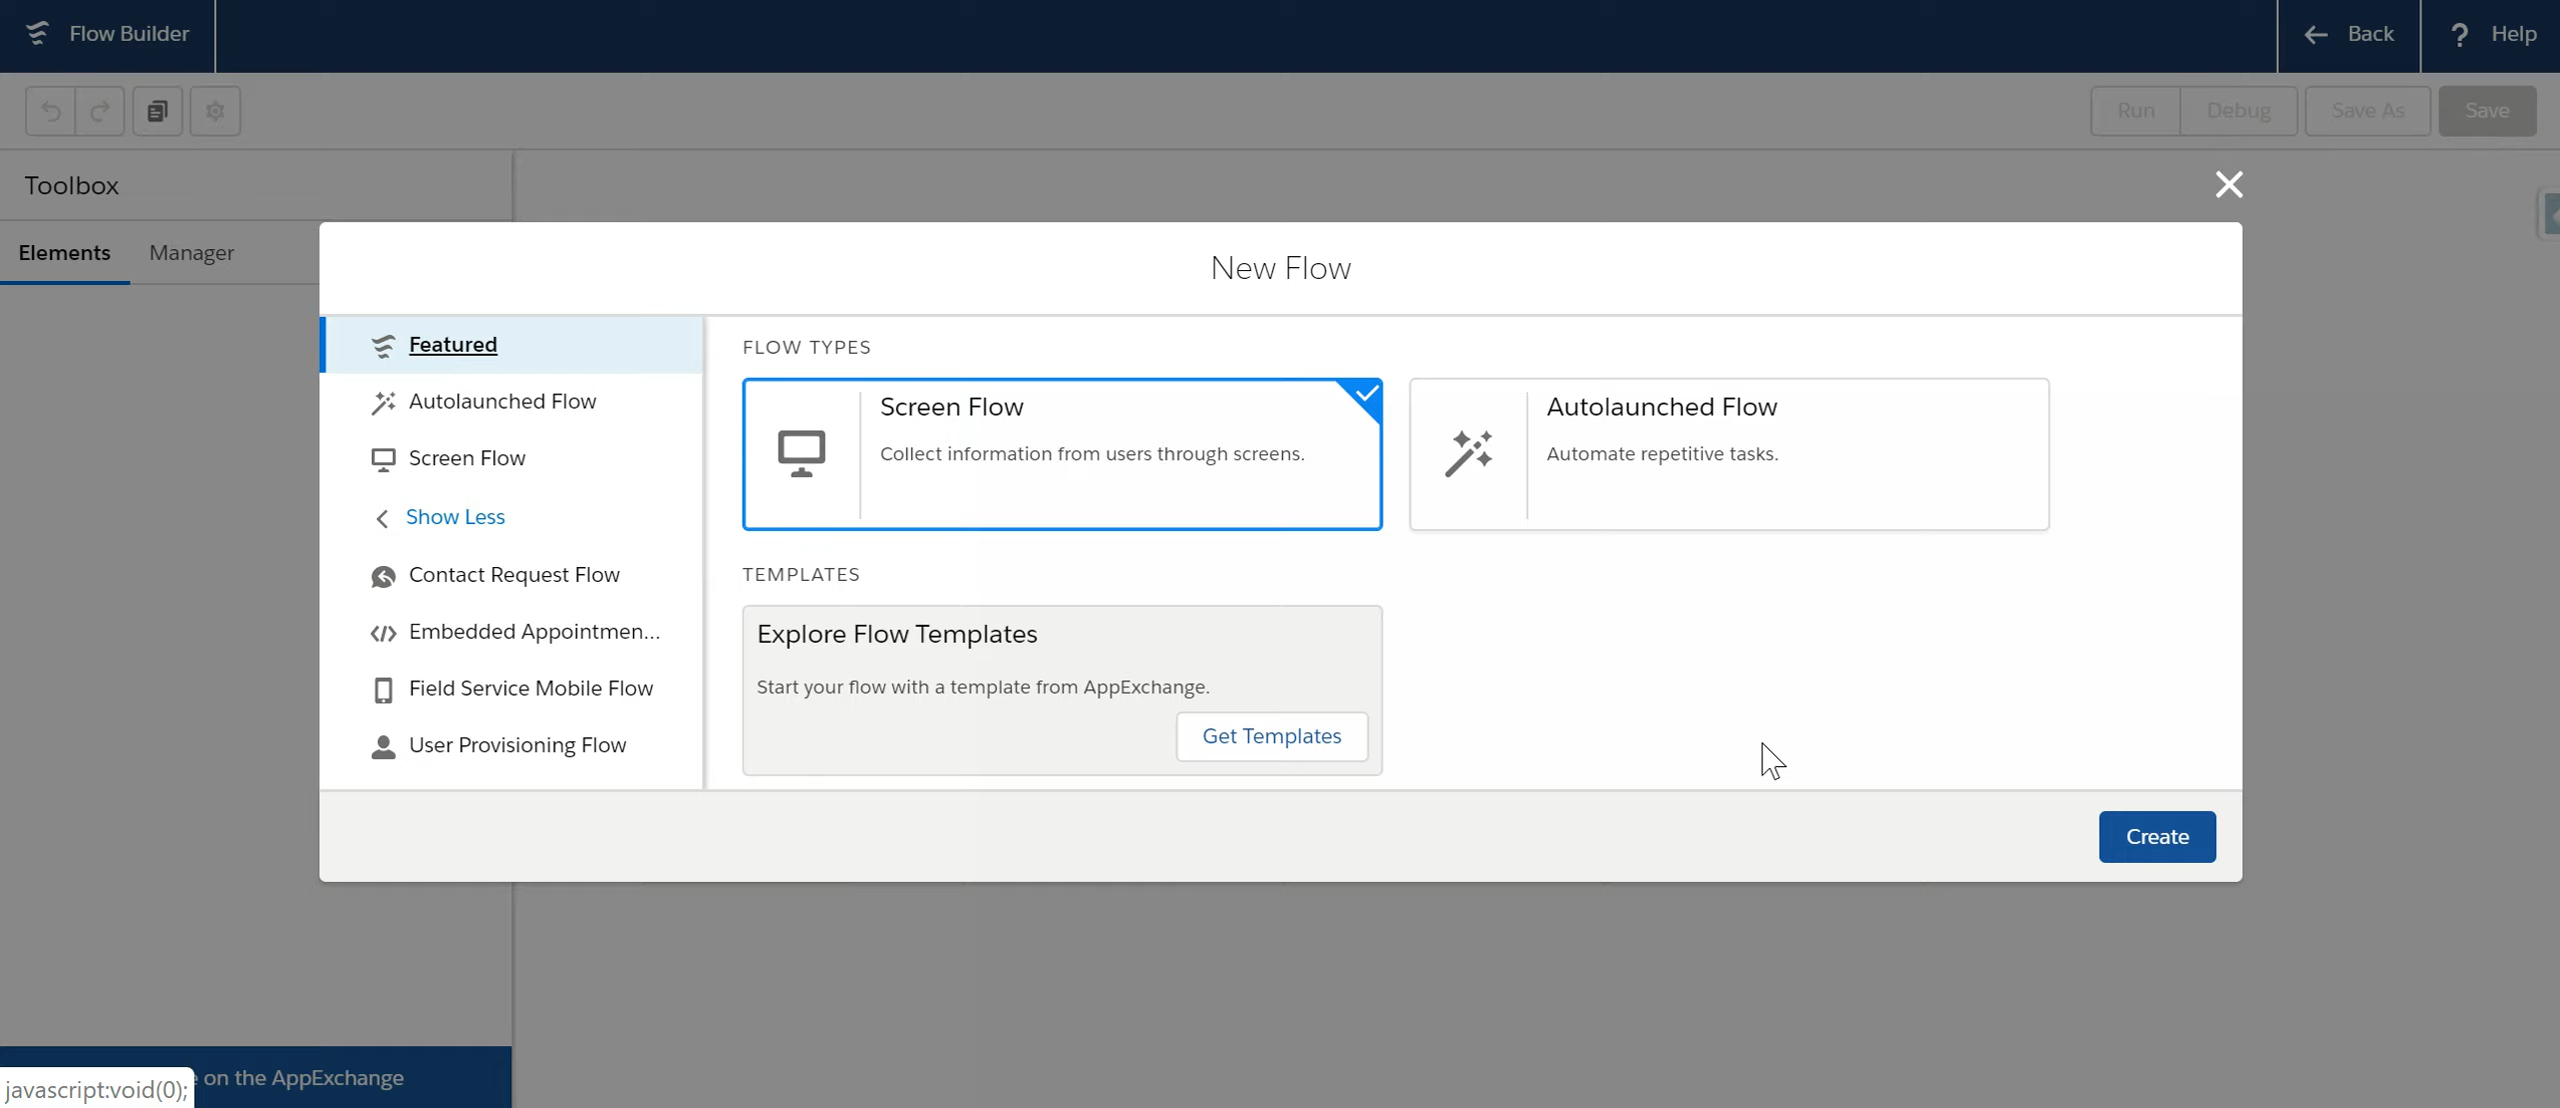 Flow Builder
Back
? Help
Run
Debug
Save As
Save
Toolbox
Elements
Manager
New Flow
Featured
Autolaunched Flow
Screen Flow
Show Less
Contact Request Flow
Embedded Appointmen...
Field Service Mobile Flow
User Provisioning Flow
FLOW TYPES
Screen Flow
Collect information from users through screens.
Autolaunched Flow
Automate repetitive tasks.
TEMPLATES
Explore Flow Templates
Start your flow with a template from AppExchange.
Get Templates
Create
on the AppExchange
javascript:void(0);